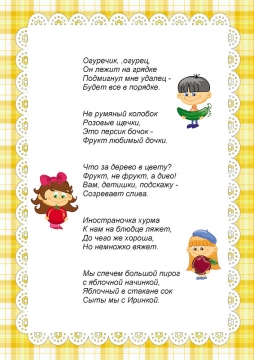 Огуречик, ,огурец,
Он лежит на грядке
Подмигнул мне удалец -
Будет все в порядке.
Не румяный колобок
Розовые щечки,
Это персик бочок -
Фрукт любимый дочки.
Что за дерево в цвету?
Фрукт, не фрукт, а диво!
Вам, детишки, подскажу -
Созревает слива.
Иностраночка хурма
К нам на блюдце ляжет,
До чего же хороша,
Но немножко вяжет.
Мы спечем большой пирог
с яблочной начинкой,
Яблочный в стакане сок
Сыты мы с Иринкой.